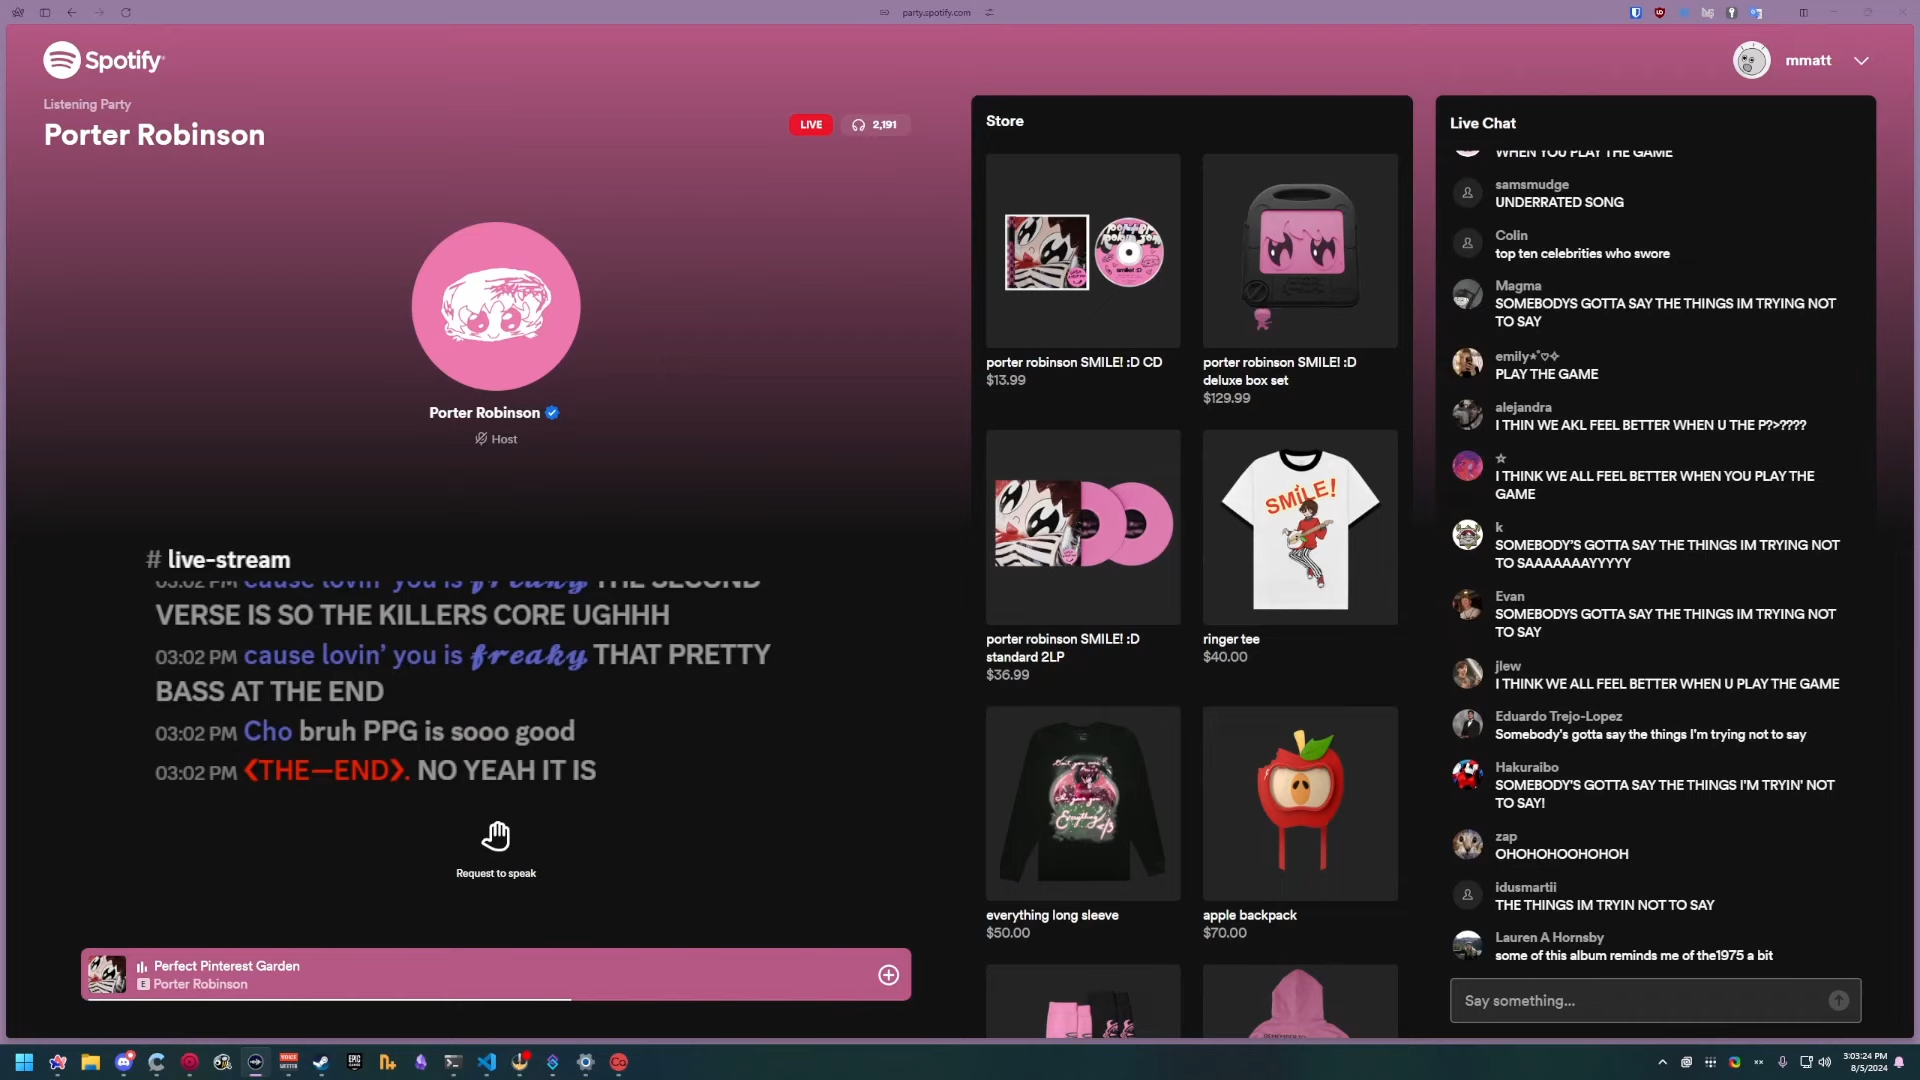 party.spotify.com
Spotify
mmatt
Listening Party
Porter Robinson
LIVE
2,191
Porter Robinson
Host
# live-stream
03:02 PM cause lovin' you is freaky THE SECOND
VERSE IS SO THE KILLERS CORE UGHHH
03:02 PM cause lovin' you is freaky THAT PRETTY
BASS AT THE END
03:02 PM Cho bruh PPG is sooo good
03:02 PM <THE—END>. NO YEAH IT IS
Request to speak
Perfect Pinterest Garden
E Porter Robinson
Store
porter robinson SMILE! :D CD
$13.99
porter robinson SMILE! :D
deluxe box set
$129.99
porter robinson SMILE! :D
standard 2LP
$36.99
SMiLE!
ringer tee
$40.00
everything long sleeve
$50.00
apple backpack
$70.00
Live Chat
WHEN YOU PLAY THE GAME
samsmudge
UNDERRATED SONG
Colin
top ten celebrities who swore
Magma
SOMEBODYS GOTTA SAY THE THINGS IM TRYING NOT
TO SAY
emily⋆˚♡✧
PLAY THE GAME
alejandra
I THIN WE AKL FEEL BETTER WHEN U THE P?>????
☆
I THINK WE ALL FEEL BETTER WHEN YOU PLAY THE
GAME
k
SOMEBODY'S GOTTA SAY THE THINGS IM TRYING NOT
TO SAAAAAAAYYYYY
Evan
SOMEBODYS GOTTA SAY THE THINGS IM TRYING NOT
TO SAY
jlew
I THINK WE ALL FEEL BETTER WHEN U PLAY THE GAME
Eduardo Trejo-Lopez
Somebody's gotta say the things I'm trying not to say
Hakuraibo
SOMEBODY'S GOTTA SAY THE THINGS I'M TRYIN' NOT
TO SAY!
zap
OHOHOHOOHOHOH
idusmartii
THE THINGS IM TRYIN NOT TO SAY
Lauren A Hornsby
some of this album reminds me of the1975 a bit
Say something...
3:03:24 PM
8/5/2024